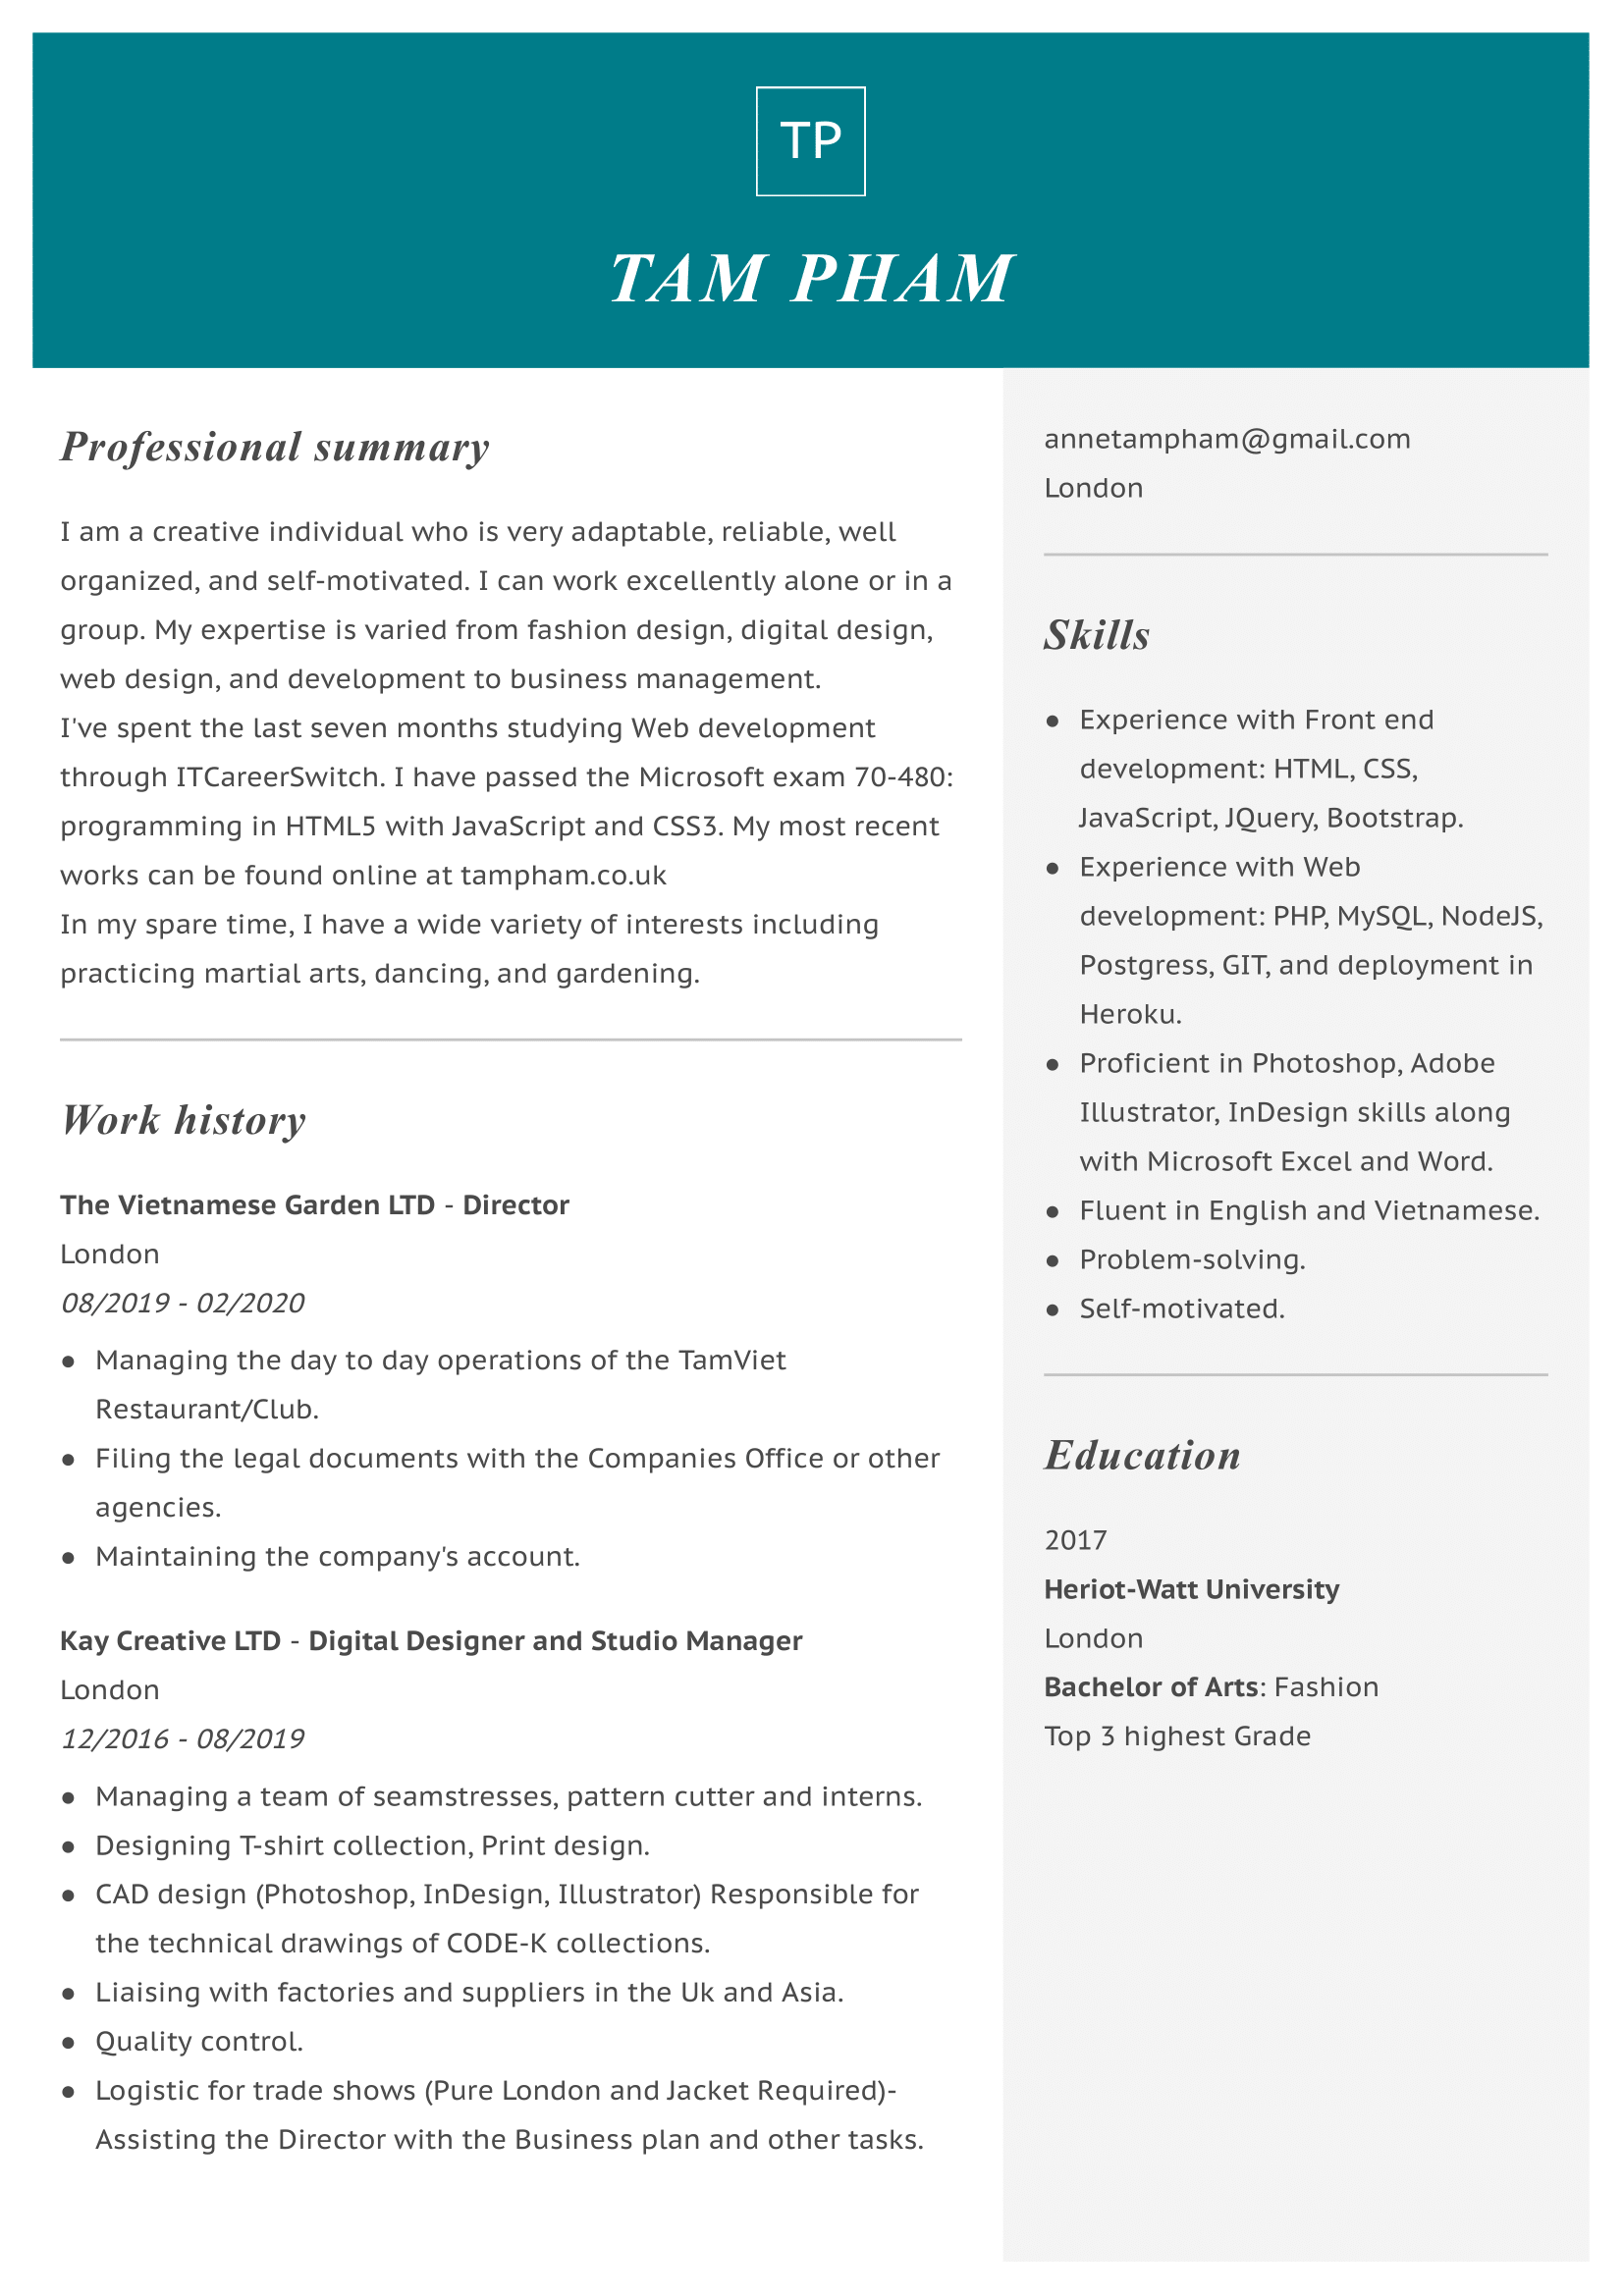 TP
TAM PHAM
Professional summary
I am a creative individual who is very adaptable, reliable, well
organized, and self-motivated. I can work excellently alone or in a
group. My expertise is varied from fashion design, digital design,
web design, and development to business management.
I've spent the last seven months studying Web development
through ITCareerSwitch. I have passed the Microsoft exam 70-480:
programming in HTML5 with JavaScript and CSS3. My most recent
works can be found online at tampham.co.uk
In my spare time, I have a wide variety of interests including
practicing martial arts, dancing, and gardening.
Work history
The Vietnamese Garden LTD - Director
London
08/2019 - 02/2020
● Managing the day to day operations of the TamViet
Restaurant/Club.
● Filing the legal documents with the Companies Office or other
agencies.
● Maintaining the company's account.
Kay Creative LTD - Digital Designer and Studio Manager
London
12/2016 - 08/2019
● Managing a team of seamstresses, pattern cutter and interns.
● Designing T-shirt collection, Print design.
● CAD design (Photoshop, InDesign, Illustrator) Responsible for
the technical drawings of CODE-K collections.
● Liaising with factories and suppliers in the Uk and Asia.
● Quality control.
● Logistic for trade shows (Pure London and Jacket Required)-
Assisting the Director with the Business plan and other tasks.
annetampham@gmail.com
London
Skills
● Experience with Front end
development: HTML, CSS,
JavaScript, JQuery, Bootstrap.
● Experience with Web
development: PHP, MySQL, NodeJS,
Postgress, GIT, and deployment in
Heroku.
● Proficient in Photoshop, Adobe
Illustrator, InDesign skills along
with Microsoft Excel and Word.
● Fluent in English and Vietnamese.
● Problem-solving.
● Self-motivated.
Education
2017
Heriot-Watt University
London
Bachelor of Arts: Fashion
Top 3 highest Grade